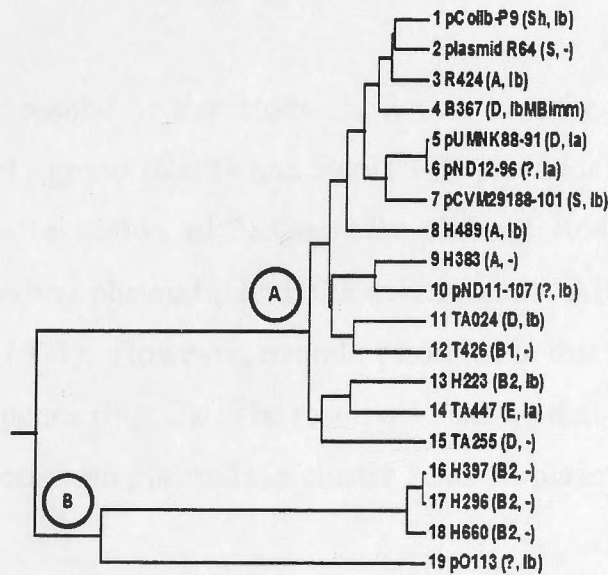 1 pColIb-P9 (Sh, Ib)
2 plasmid R64 (S, -)
3 R424 (A, Ib)
4 B367 (D, IbMBImm)
5 pUMNK88-91 (D, Ia)
6 pND12-96 (?, Ia)
7 pCVM29188-101 (S, Ib)
8 H489 (A, Ib)
9 H383 (A, -)
A
10 pND11-107 (?, Ib)
11 TA024 (D, Ib)
12 T426 (B1, -)
13 H223 (B2, Ib)
14 TA447 (E, Ia)
15 TA255 (D, -)
16 H397 (B2, -)
B
17 H296 (B2, -)
18 H660 (B2, -)
19 pO113 (?, Ib)